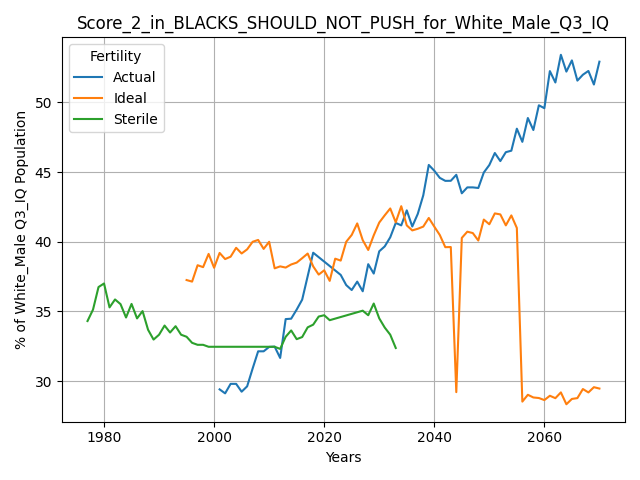 Score_2_in_BLACKS_SHOULD_NOT_PUSH_for_White_Male_Q3_IQ
Fertility
Actual
Ideal
Sterile
% of White_Male Q3_IQ Population
50
45
40
35
30
1980
2000
2020
2040
2060
Years